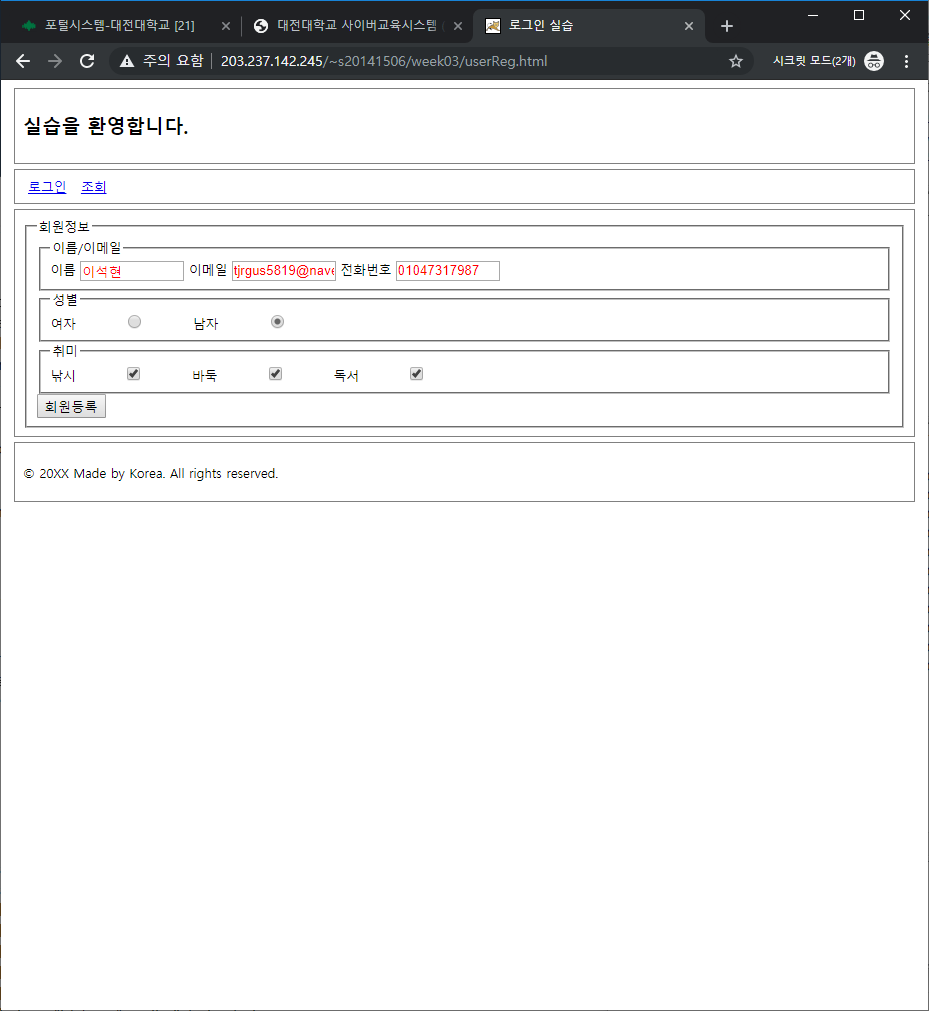 포털시스템-대전대학교 [21]
대전대학교 사이버교육시스템
로그인 실습
주의 요함
203.237.142.245/~s20141506/week03/userReg.html
시크릿 모드(2개)
실습을 환영합니다.
로그인 조회
회원정보
이름/이메일
이름 이석현 이메일 tjrgus5819@nave 전화번호 01047317987
성별
여자 남자
취미
낚시 바둑 독서
회원등록
© 20XX Made by Korea. All rights reserved.